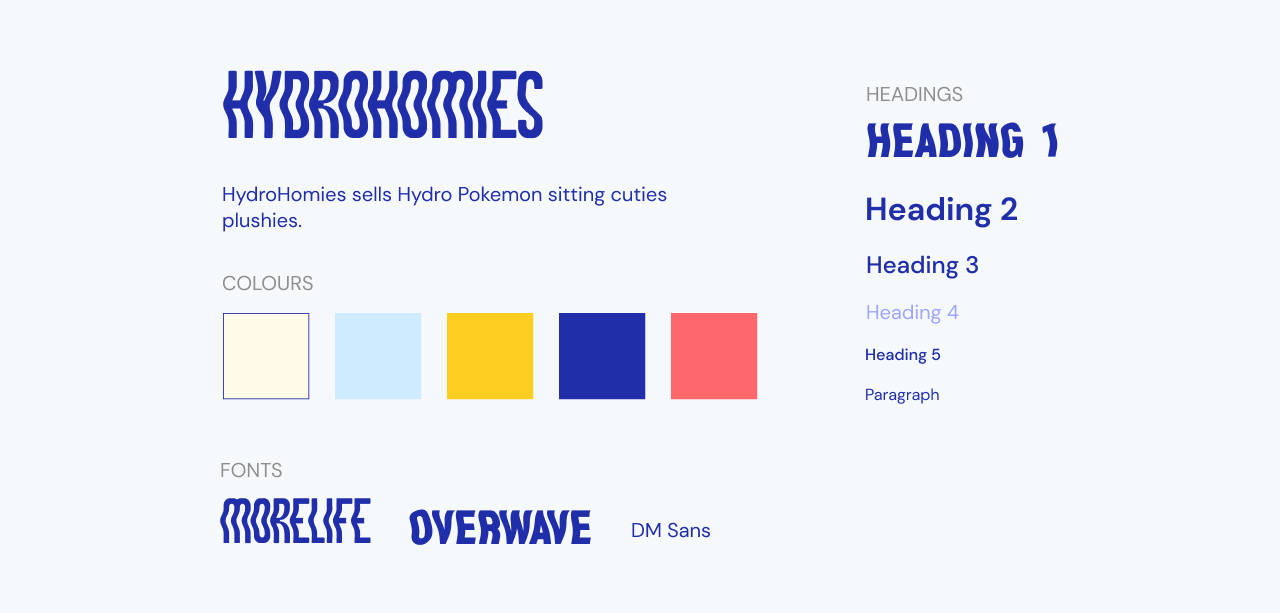 HYDROHOMIES
HydroHomies sells Hydro Pokemon sitting cuties
plushies.
COLOURS
FONTS
MORELIFE OVERWAVE DM Sans
HEADINGS
HEADING 1
Heading 2
Heading 3
Heading 4
Heading 5
Paragraph